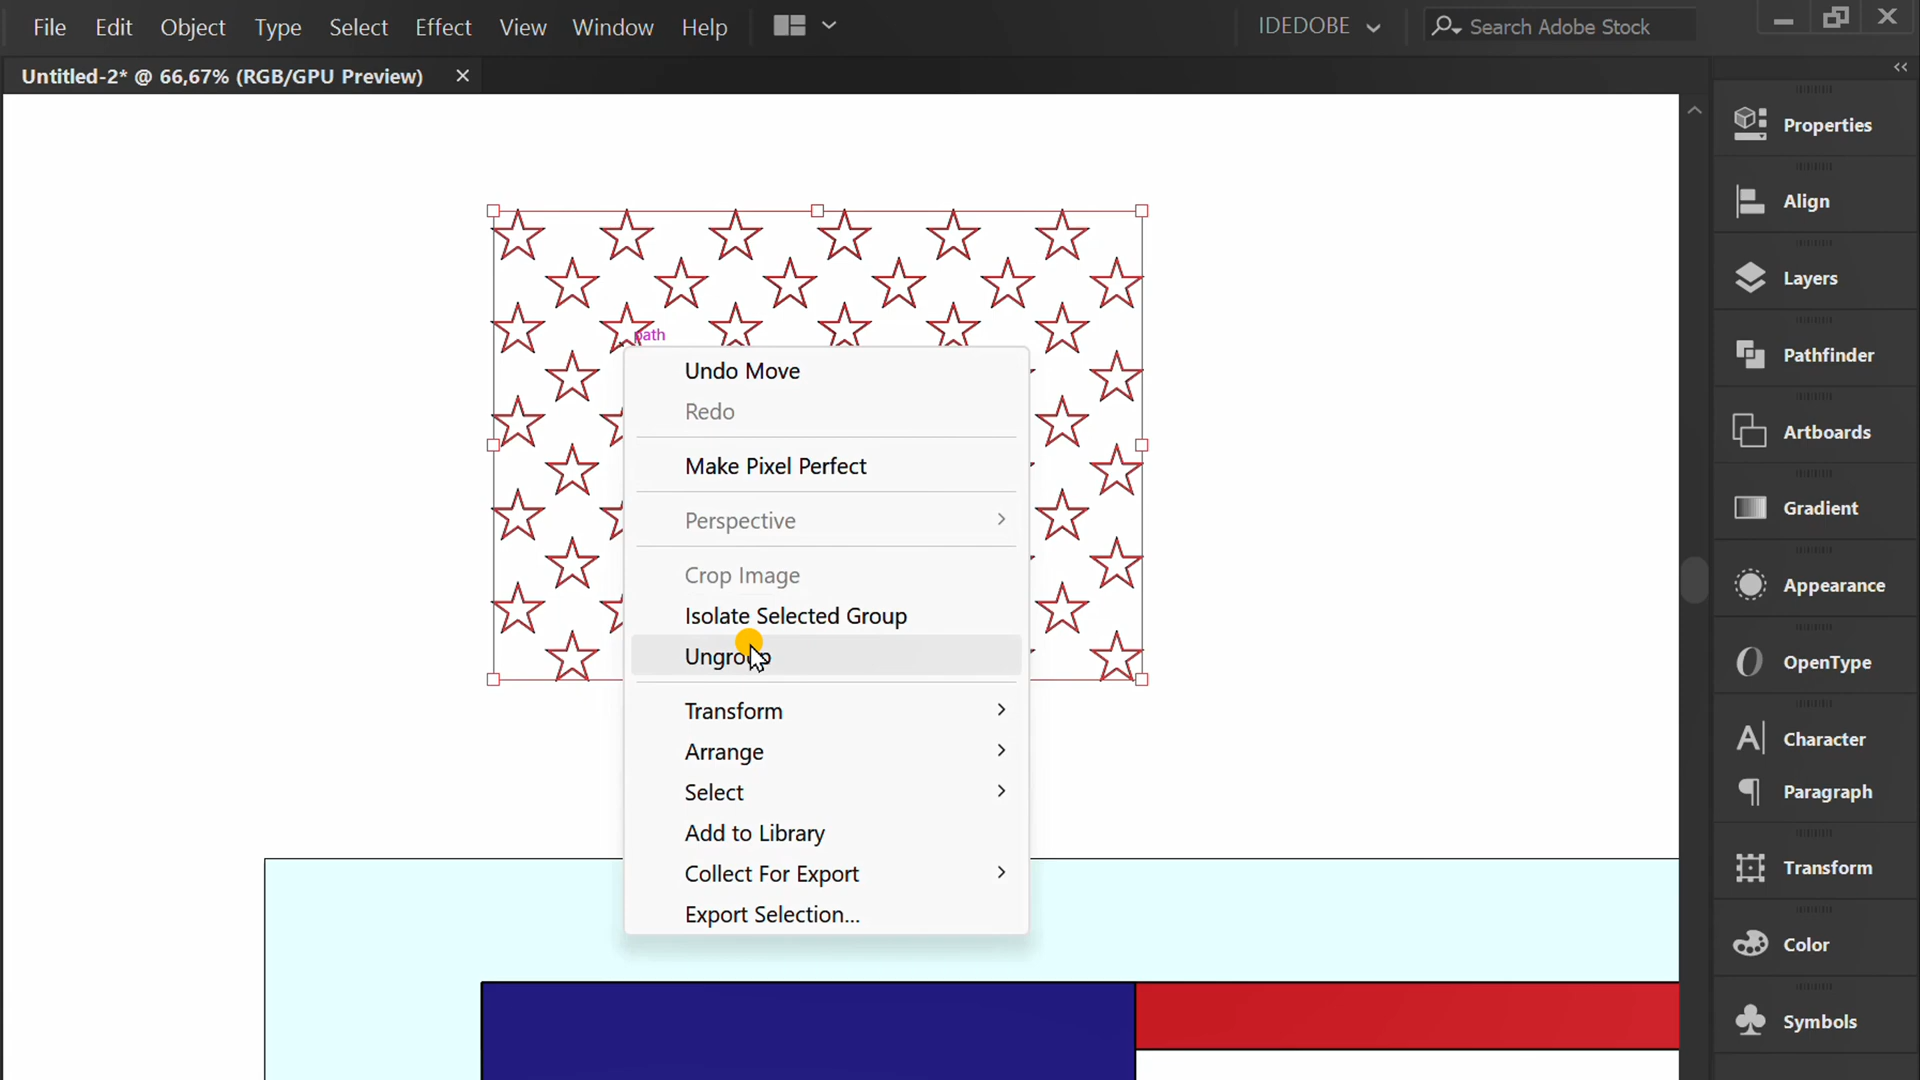 File Edit Object Type Select Effect View Window Help IDEDOBE Search Adobe Stock
Untitled-2* @ 66,67% (RGB/GPU Preview)
path
Undo Move
Redo
Make Pixel Perfect
Perspective
Crop Image
Isolate Selected Group
Ungroup
Transform
Arrange
Select
Add to Library
Collect For Export
Export Selection...
Properties
Align
Layers
Pathfinder
Artboards
Gradient
Appearance
OpenType
Character
Paragraph
Transform
Color
Symbols